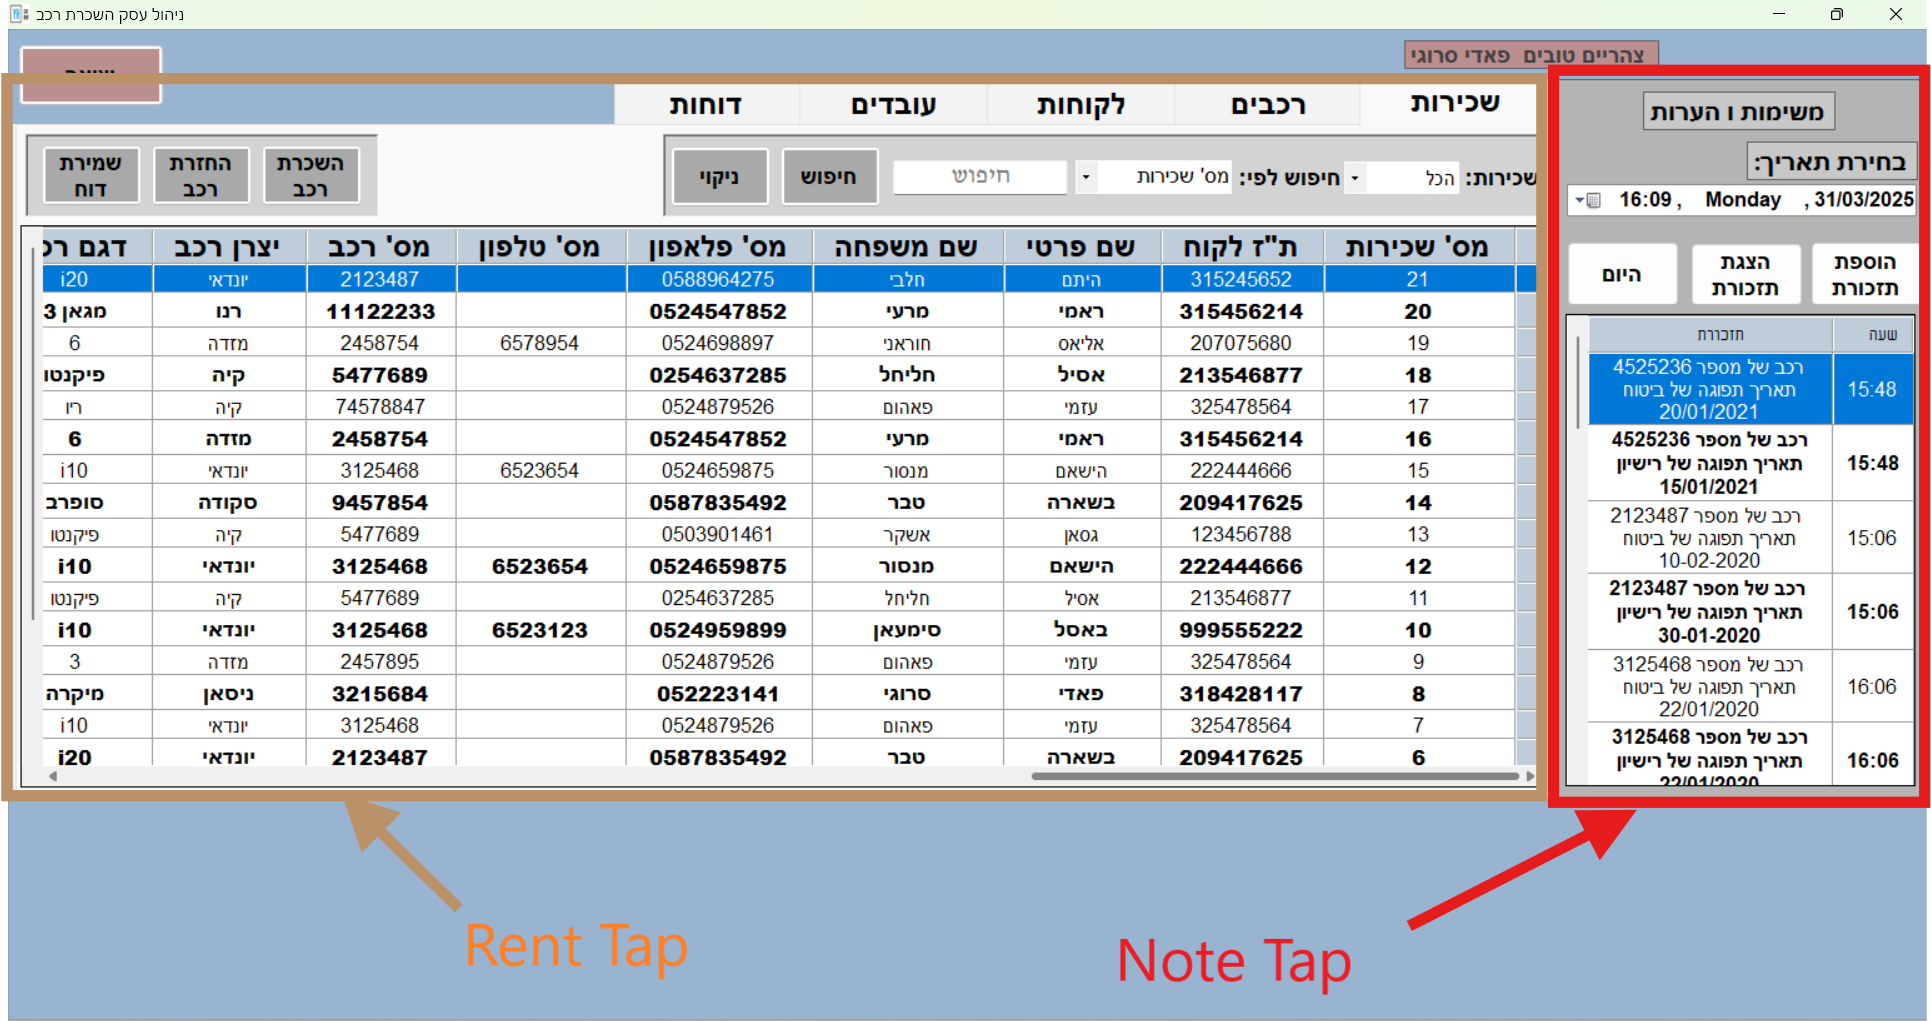 ניהול עסק השכרת רכב
צהריים טובים פאדי סרוגי
שכירות רכבים לקוחות עובדים דוחות
שכירות: הכל חיפוש לפי: מס' שכירות חיפוש חיפוש ניקוי
השכרת רכב
החזרת רכב
שמירת דוח
מס' שכירות ת"ז לקוח שם פרטי שם משפחה מס' פלאפון מס' טלפון מס' רכב יצרן רכב דגם רכ
21 315245652 היתם חלבי 0588964275 2123487 יונדאי i20
20 315456214 ראמי מרעי 0524547852 11122233 רנו מגאן 3
19 207075680 אליאס חוראני 0524698897 6578954 2458754 מזדה 6
18 213546877 אסיל חליחל 0254637285 5477689 קיה פיקנטו
17 325478564 עזמי פאהום 0524879526 74578847 קיה ריו
16 315456214 ראמי מרעי 0524547852 2458754 מזדה 6
15 222444666 הישאם מנסור 0524659875 6523654 3125468 יונדאי i10
14 209417625 בשארה טבר 0587835492 9457854 סקודה סופרב
13 123456788 גסאן אשקר 0503901461 5477689 קיה פיקנטו
12 222444666 הישאם מנסור 0524659875 6523654 3125468 יונדאי i10
11 213546877 אסיל חליחל 0254637285 5477689 קיה פיקנטו
10 999555222 באסל סימעאן 0524959899 6523123 3125468 יונדאי i10
9 325478564 עזמי פאהום 0524879526 2457895 מזדה 3
8 318428117 פאדי סרוגי 052223141 3215684 ניסאן מיקרה
7 325478564 עזמי פאהום 0524879526 3125468 יונדאי i10
6 209417625 בשארה טבר 0587835492 2123487 יונדאי i20
משימות ו הערות
בחירת תאריך:
16:09 , Monday , 31/03/2025
הוספת תזכורת
הצגת תזכורת
היום
שעה תזכורת
15:48 רכב של מספר 4525236
תאריך תפוגה של ביטוח
20/01/2021
15:48 רכב של מספר 4525236
תאריך תפוגה של רישיון
15/01/2021
15:06 רכב של מספר 2123487
תאריך תפוגה של ביטוח
10-02-2020
15:06 רכב של מספר 2123487
תאריך תפוגה של רישיון
30-01-2020
16:06 רכב של מספר 3125468
תאריך תפוגה של ביטוח
22/01/2020
16:06 רכב של מספר 3125468
תאריך תפוגה של רישיון
22/01/2020
Rent Tap
Note Tap